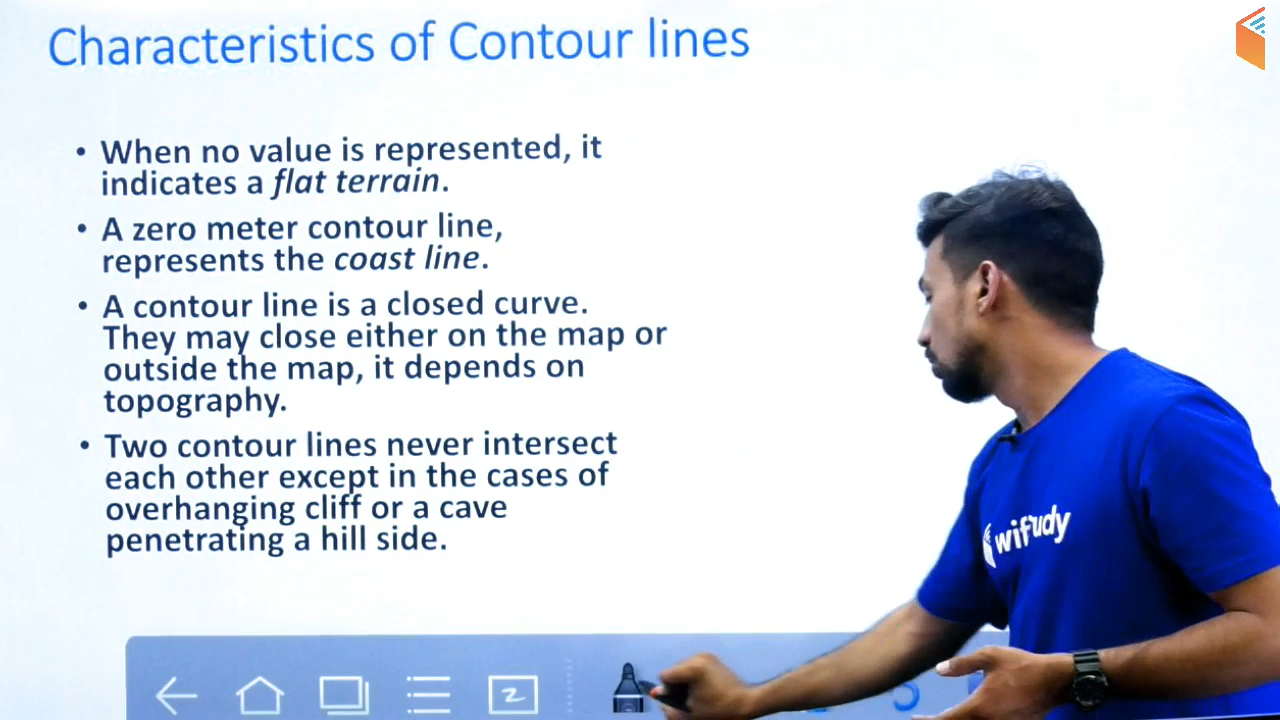 Characteristics of Contour lines
• When no value is represented, it
indicates a flat terrain.
• A zero meter contour line,
represents the coast line.
• A contour line is a closed curve.
They may close either on the map or
outside the map, it depends on
topography.
• Two contour lines never intersect
each other except in the cases of
overhanging cliff or a cave
penetrating a hill side.